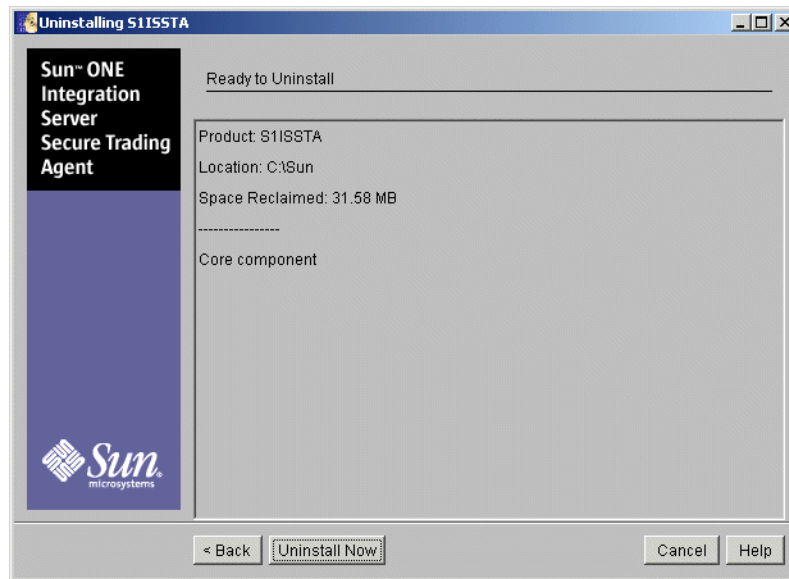 Uninstalling S1ISSTA
Sun™ ONE
Integration
Server
Secure Trading
Agent
Ready to Uninstall
Product: S1ISSTA
Location: C:\Sun
Space Reclaimed: 31.58 MB
----------------
Core component
Sun.
microsystems
< Back
Uninstall Now
Cancel
Help